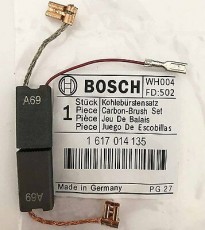 BOSCH
WH004
FD:502
1
Stück Kohlebürstensatz
Piece Carbon-Brush Set
Pièce Jeu De Balais
Pieza Juego De Escobillas
1 617 014 135
Made in Germany
PG 27
A69
A69